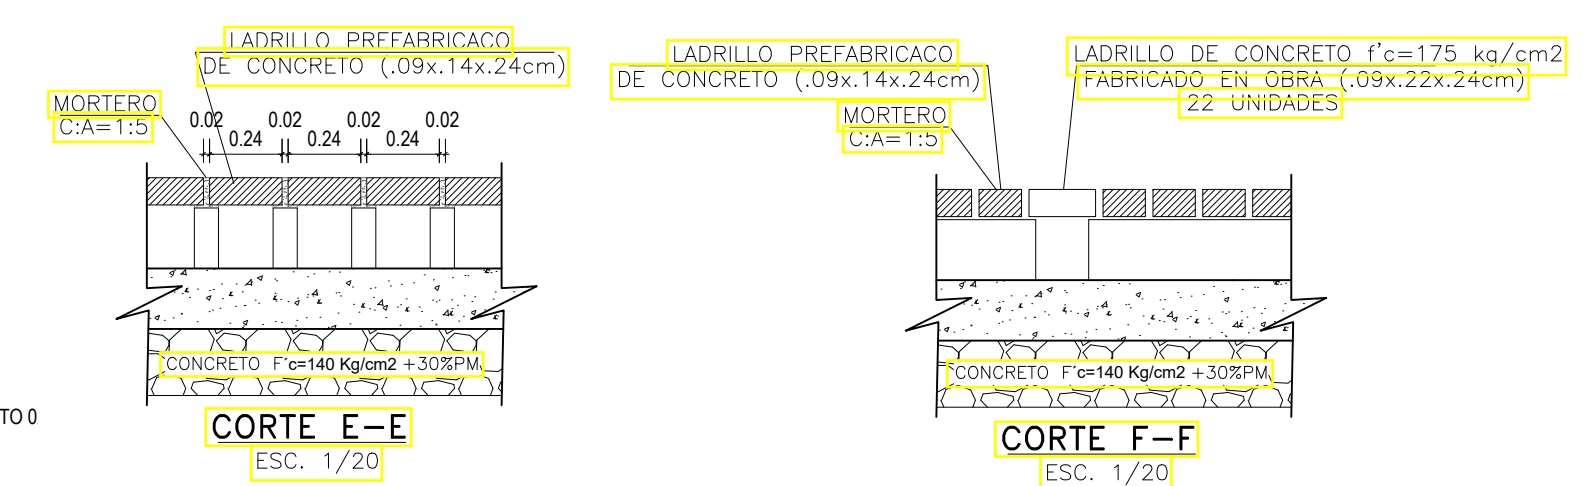 LADRILLO PREFABRICACO
DE CONCRETO (.09x.14x.24cm)
MORTERO
C:A=1:5
0.02 0.02 0.02 0.02
0.24 0.24 0.24
CONCRETO F´c=140 Kg/cm2 +30%PM
TO 0
CORTE E-E
ESC. 1/20
LADRILLO PREFABRICACO
DE CONCRETO (.09x.14x.24cm)
LADRILLO DE CONCRETO f'c=175 kg/cm2
FABRICADO EN OBRA (.09x.22x.24cm)
22 UNIDADES
MORTERO
C:A=1:5
CONCRETO F´c=140 Kg/cm2 +30%PM
CORTE F-F
ESC. 1/20